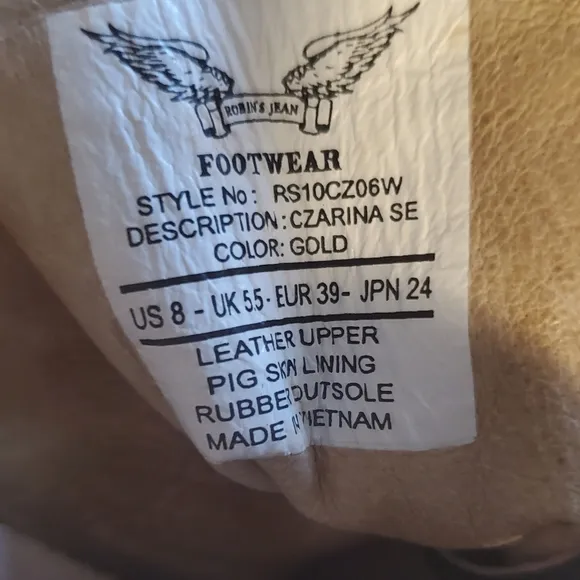 ROBIN'S JEAN
FOOTWEAR
STYLE No: RS10CZ06W
DESCRIPTION: CZARINA SE
COLOR: GOLD
US 8 - UK 5.5 - EUR 39 - JPN 24
LEATHER UPPER
PIG SKIN LINING
RUBBER OUTSOLE
MADE IN VIETNAM